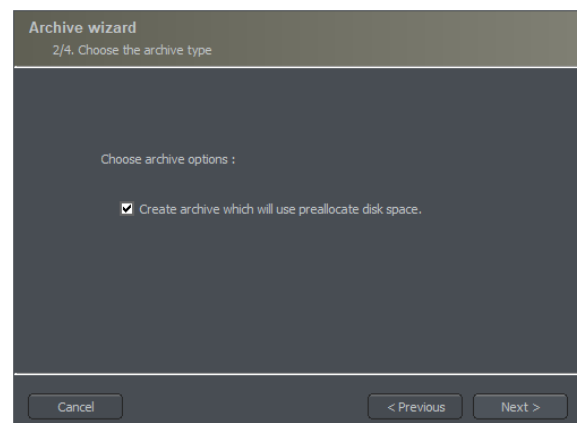 Archive wizard
2/4. Choose the archive type
Choose archive options :
Create archive which will use preallocate disk space.
Cancel
< Previous
Next >